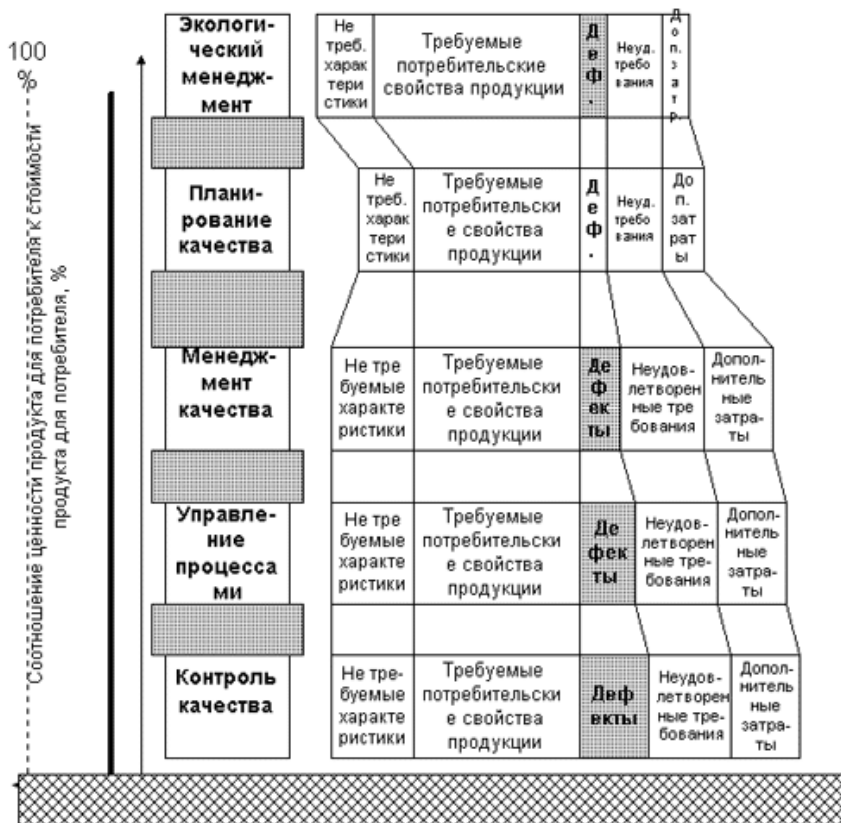 100
%
Соотношение ценности продукта для потребителя к стоимости
продукта для потребителя, %
Экологи-
ческий
менедж-
мент
Не
треб.
харак
тери
стики
Требуемые
потребительские
свойства продукции
Д
е
ф
.
Неуд.
требо
вания
Д
о
п.
з
а
т
р.
Плани-
рование
качества
Не
треб.
харак
тери
стики
Требуемые
потребительски
е свойства
продукции
Д
е
ф
.
Неуд.
требо
вания
До
п.
зат
рат
ы
Менедж-
мент
качества
Не тре
буемые
характе
ристики
Требуемые
потребительски
е свойства
продукции
Де
ф
ек
ты
Неудов-
летворен
ные тре-
бования
Допол-
нитель
ные
затра-
ты
Управле-
ние
процесса
ми
Не тре
буемые
характе
ристики
Требуемые
потребительски
е свойства
продукции
Де
фек
ты
Неудов-
летворен
ные тре-
бования
Допол-
нитель
ные
затра-
ты
Контроль
качества
Не тре-
буемые
характе
ристики
Требуемые
потребительски
е свойства
продукции
Деф
екты
Неудов-
летворен
ные тре-
бования
Допол-
нитель
ные
затра-
ты